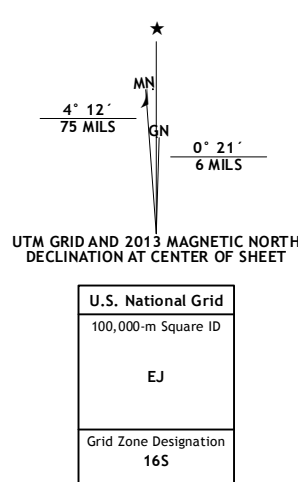 ★
MN
4° 12´
75 MILS
GN
0° 21´
6 MILS
UTM GRID AND 2013 MAGNETIC NORTH
DECLINATION AT CENTER OF SHEET
U.S. National Grid
100,000-m Square ID
EJ
Grid Zone Designation
16S